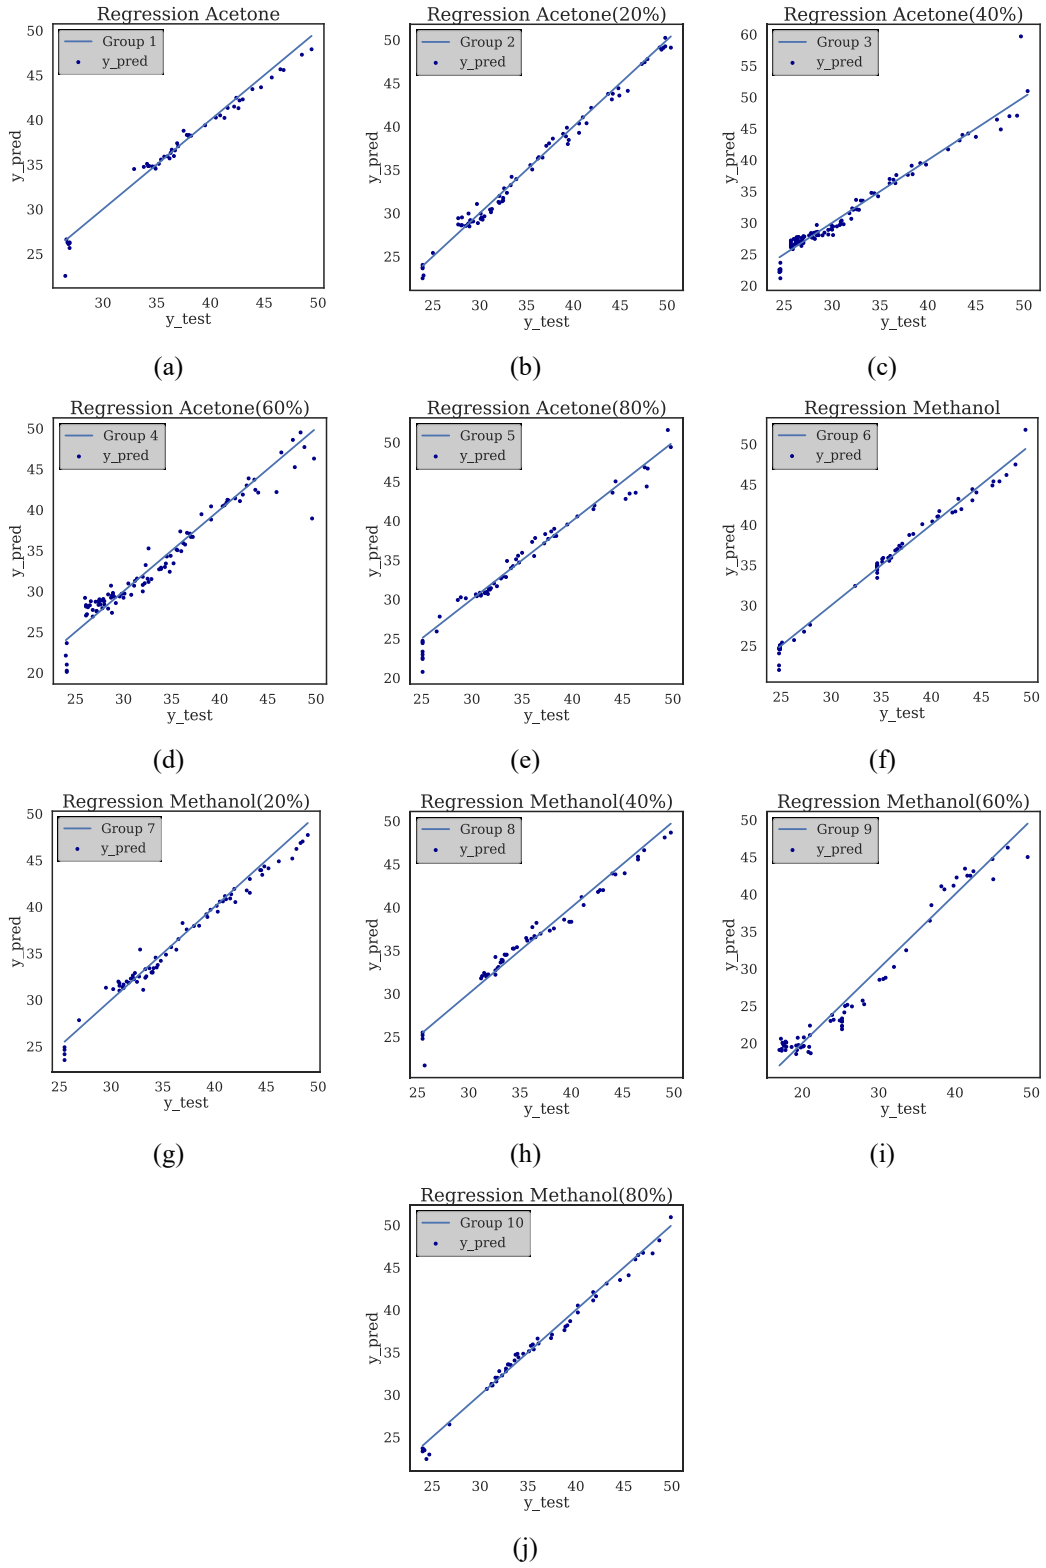 Regression Acetone
Group 1
y_pred
50
45
40
35
30
25
y_pred
30
35
40
45
50
y_test
(a)
Regression Acetone(20%)
Group 2
y_pred
50
45
40
35
30
25
y_pred
25
30
35
40
45
50
y_test
(b)
Regression Acetone(40%)
Group 3
y_pred
60
55
50
45
40
35
30
25
20
y_pred
25
30
35
40
45
50
y_test
(c)
Regression Acetone(60%)
Group 4
y_pred
50
45
40
35
30
25
20
y_pred
25
30
35
40
45
50
y_test
(d)
Regression Acetone(80%)
Group 5
y_pred
50
45
40
35
30
25
20
y_pred
25
30
35
40
45
50
y_test
(e)
Regression Methanol
Group 6
y_pred
50
45
40
35
30
25
y_pred
25
30
35
40
45
50
y_test
(f)
Regression Methanol(20%)
Group 7
y_pred
50
45
40
35
30
25
y_pred
25
30
35
40
45
50
y_test
(g)
Regression Methanol(40%)
Group 8
y_pred
50
45
40
35
30
25
y_pred
25
30
35
40
45
50
y_test
(h)
Regression Methanol(60%)
Group 9
y_pred
50
45
40
35
30
25
20
y_pred
20
30
40
50
y_test
(i)
Regression Methanol(80%)
Group 10
y_pred
50
45
40
35
30
25
y_pred
25
30
35
40
45
50
y_test
(j)